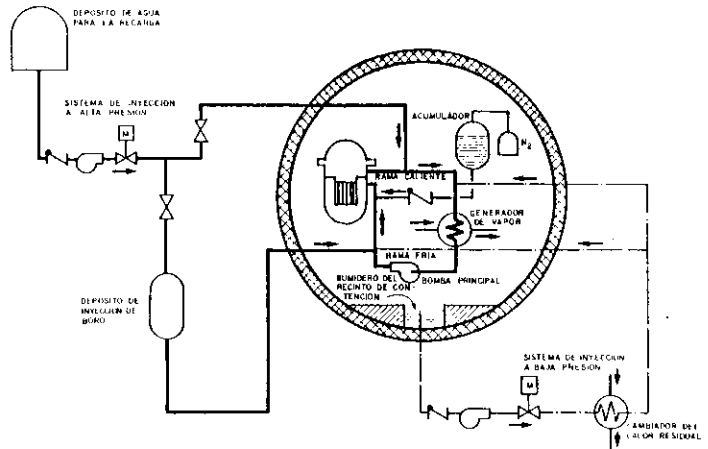 DEPOSITO DE AGUA
PARA LA RECARGA
SISTEMA DE INYECCION
A ALTA PRESION
M
ACUMULADOR
N2
RAMA CALIENTE
GENERADOR
DE VAPOR
RAMA FRIA
BOMBA PRINCIPAL
SUMIDERO DEL
RECINTO DE CON-
TENCION
DEPOSITO DE
INYECCION DE
BORO
SISTEMA DE INYECCION
A BAJA PRESION
M
CAMBIADOR DEL
CALOR RESIDUAL